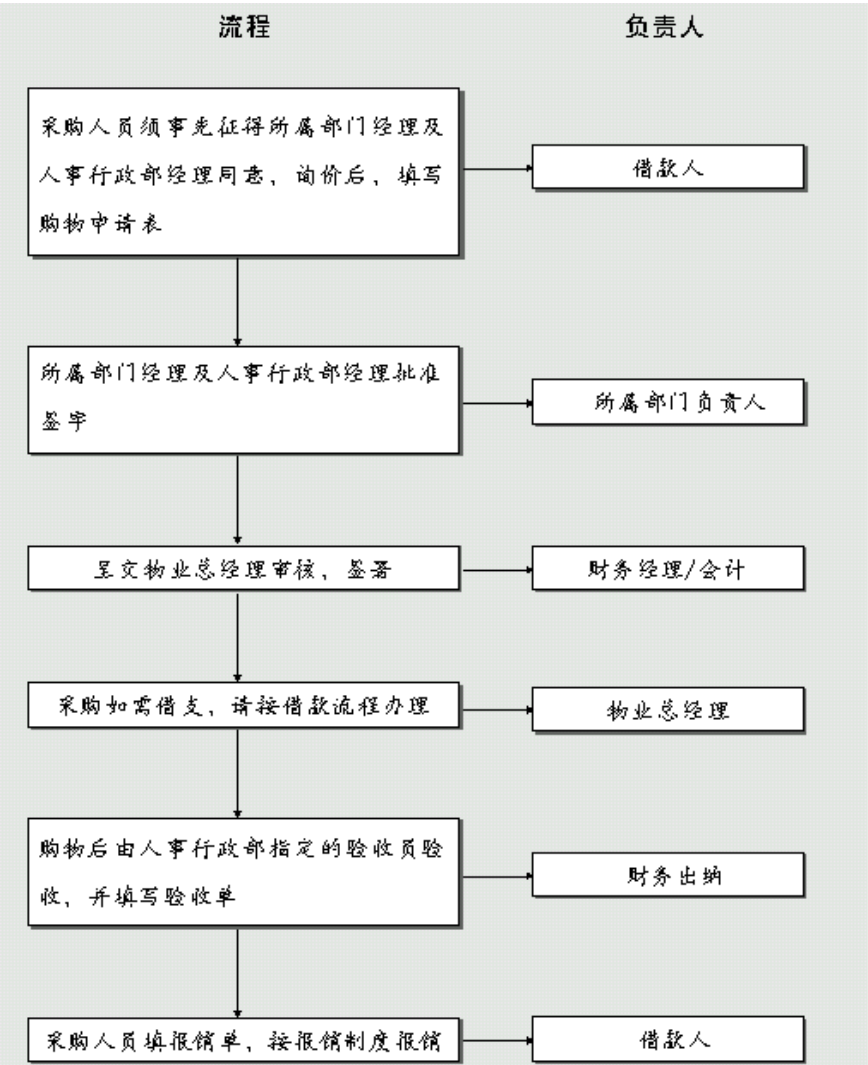 流程
负责人
采购人员须事先征得所属部门经理及
人事行政部经理同意，询价后，填写
购物申请表
借款人
所属部门经理及人事行政部经理批准
签字
所属部门负责人
呈交物业总经理审核，签署
财务经理/会计
采购如需借支，请按借款流程办理
物业总经理
购物后由人事行政部指定的验收员验
收，并填写验收单
财务出纳
采购人员填报销单，按报销制度报销
借款人